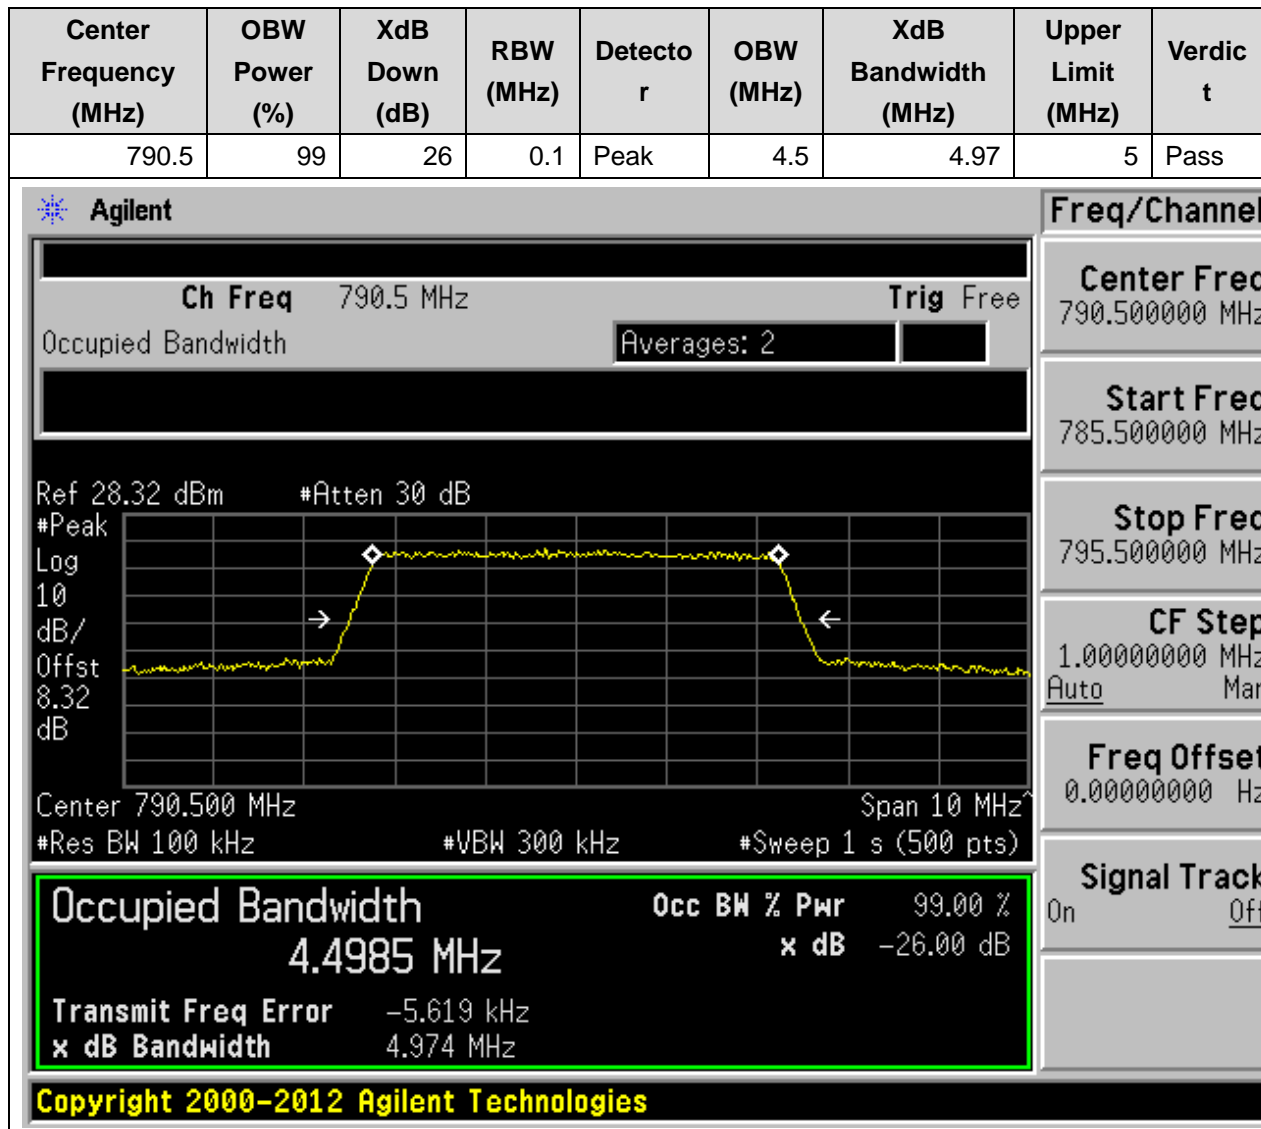 Center Frequency (MHz) OBW Power (%) XdB Down (dB) RBW (MHz) Detecto r OBW (MHz) XdB Bandwidth (MHz) Upper Limit (MHz) Verdic t
790.5 99 26 0.1 Peak 4.5 4.97 5 Pass
Agilent
Freq/Channel
Ch Freq 790.5 MHz Trig Free
Occupied Bandwidth Averages: 2
Center Freq
790.500000 MHz
Start Freq
785.500000 MHz
Stop Freq
795.500000 MHz
CF Step
1.00000000 MHz
Auto Man
Freq Offset
0.00000000 Hz
Signal Track
On Off
Ref 28.32 dBm #Atten 30 dB
#Peak
Log
10
dB/
Offst
8.32
dB
Center 790.500 MHz Span 10 MHz^
#Res BW 100 kHz #VBW 300 kHz #Sweep 1 s (500 pts)
Occupied Bandwidth Occ BW % Pwr 99.00 %
4.4985 MHz x dB -26.00 dB
Transmit Freq Error -5.619 kHz
x dB Bandwidth 4.974 MHz
Copyright 2000-2012 Agilent Technologies